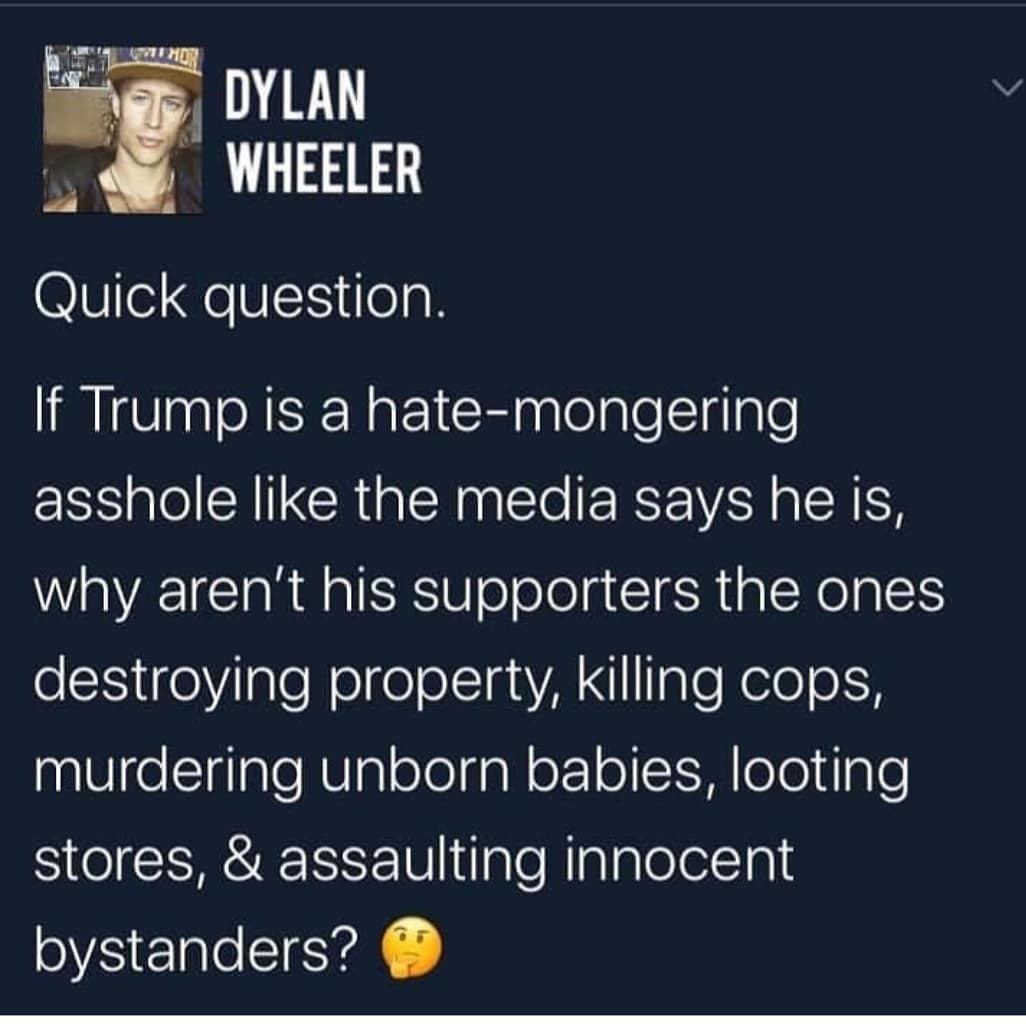 DYLAN
WHEELER
Quick question.
If Trump is a hate-mongering
asshole like the media says he is,
why aren't his supporters the ones
destroying property, killing cops,
murdering unborn babies, looting
stores, & assaulting innocent
bystanders? 🤔